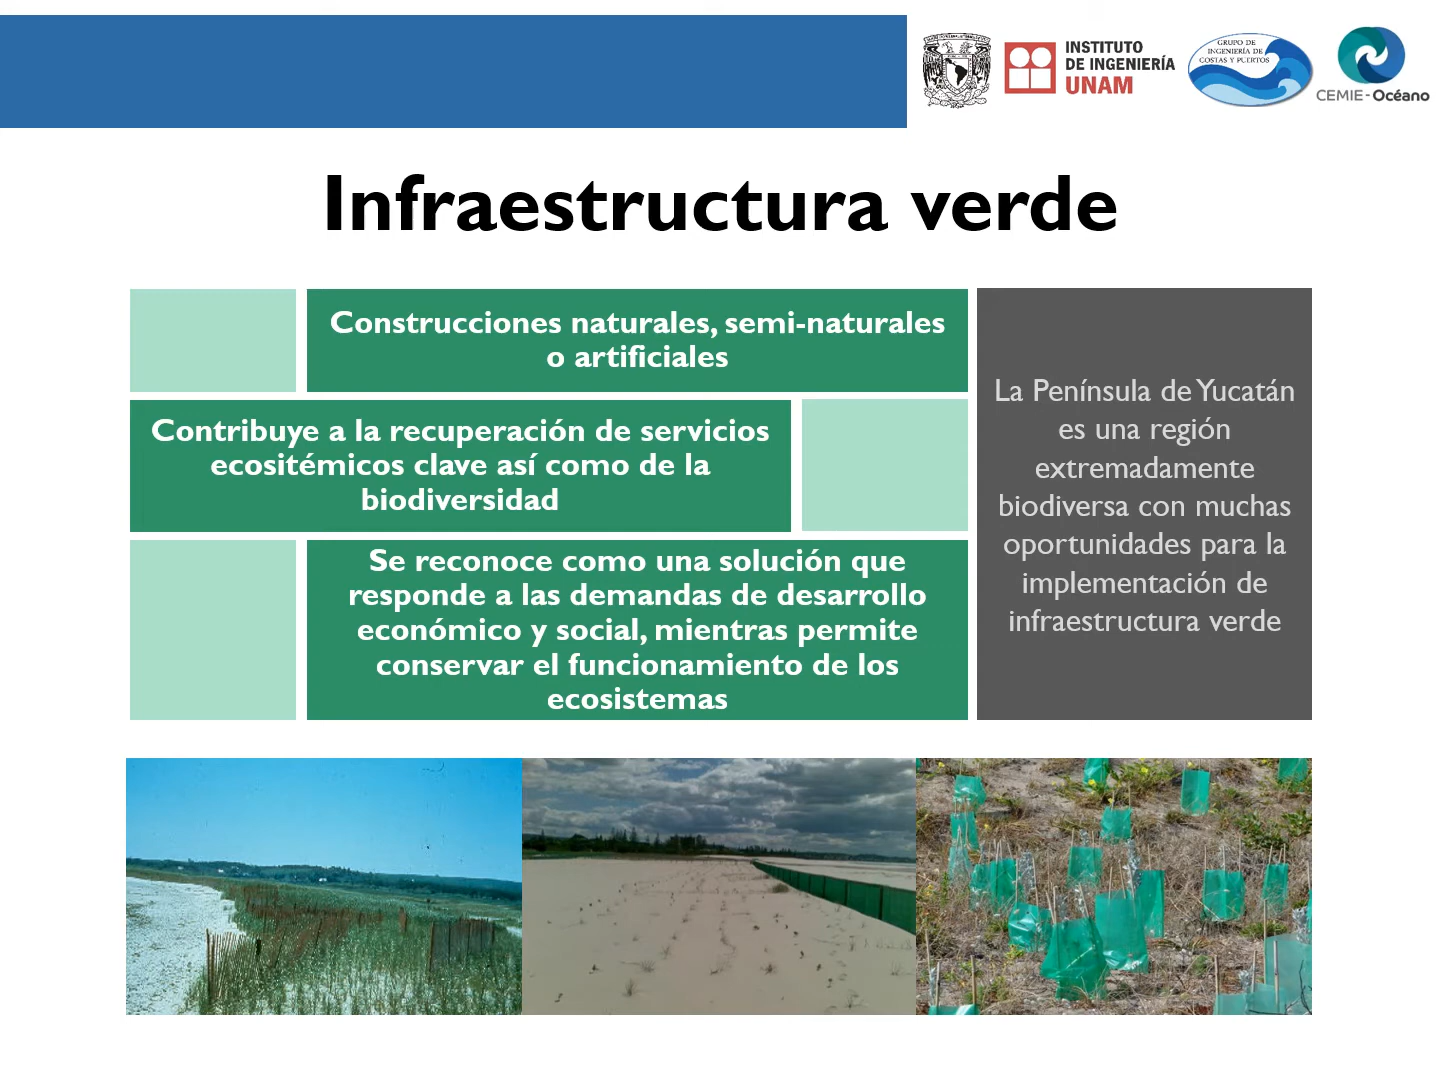 INSTITUTO
DE INGENIERÍA
UNAM
GRUPO DE
INGENIERÍA DE
COSTAS Y PUERTOS
CEMIE-Océano
Infraestructura verde
Construcciones naturales, semi-naturales
o artificiales
Contribuye a la recuperación de servicios
ecositémicos clave así como de la
biodiversidad
Se reconoce como una solución que
responde a las demandas de desarrollo
económico y social, mientras permite
conservar el funcionamiento de los
ecosistemas
La Península de Yucatán
es una región
extremadamente
biodiversa con muchas
oportunidades para la
implementación de
infraestructura verde